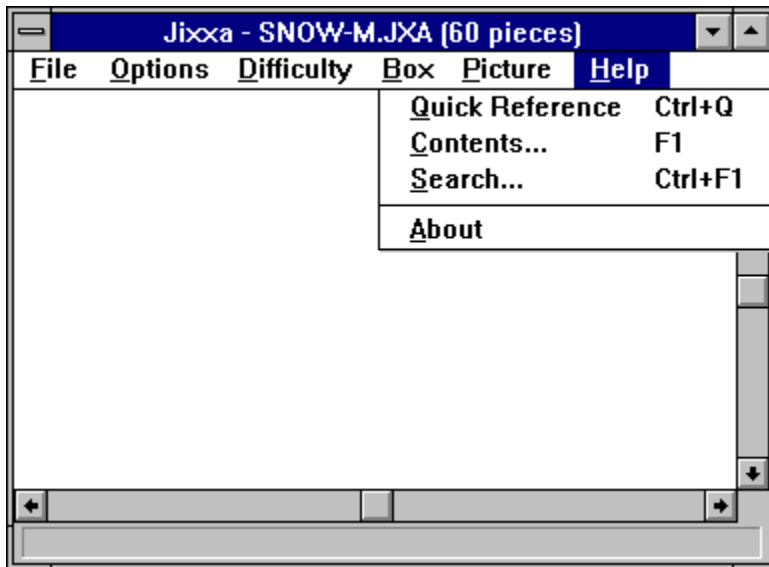 Jixxa - SNOW-M.JXA (60 pieces)
File Options Difficulty Box Picture Help
Quick Reference Ctrl+Q
Contents... F1
Search... Ctrl+F1
About